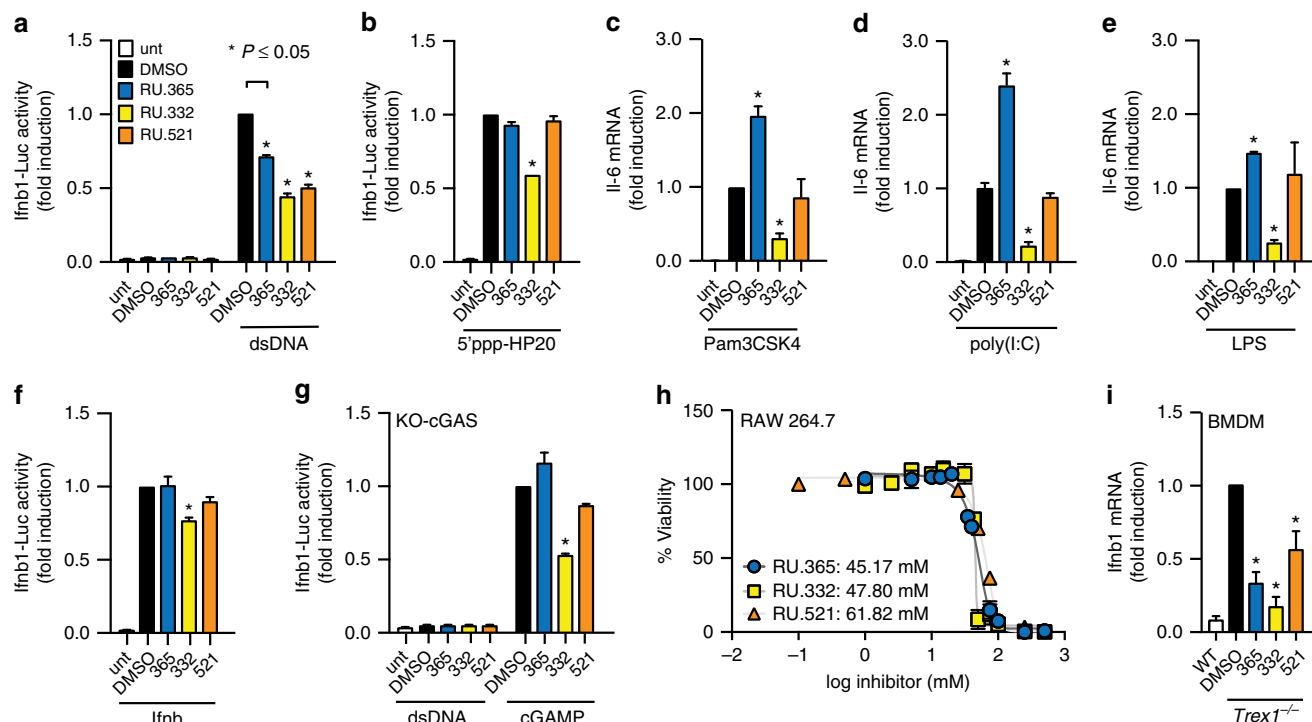 a
Ifnb1-Luc activity
(fold induction)
1.5
1.0
0.5
0.0
unt
DMSO
RU.365
RU.332
RU.521
* P ≤ 0.05
*
*
*
unt
DMSO
365
332
521
DMSO
365
332
521
dsDNA
b
Ifnb1-Luc activity
(fold induction)
1.5
1.0
0.5
0.0
*
unt
DMSO
365
332
521
5'ppp-HP20
c
Il-6 mRNA
(fold induction)
3.0
2.0
1.0
0.0
*
*
unt
DMSO
365
332
521
Pam3CSK4
d
Il-6 mRNA
(fold induction)
3.0
2.0
1.0
0.0
*
*
unt
DMSO
365
332
521
poly(I:C)
e
Il-6 mRNA
(fold induction)
3.0
2.0
1.0
0.0
*
*
unt
DMSO
365
332
521
LPS
f
Ifnb1-Luc activity
(fold induction)
1.5
1.0
0.5
0.0
*
unt
DMSO
365
332
521
Ifnb
g
KO-cGAS
Ifnb1-Luc activity
(fold induction)
1.5
1.0
0.5
0.0
*
unt
DMSO
365
332
521
DMSO
365
332
521
dsDNA
cGAMP
h
RAW 264.7
% Viability
150
100
50
0
RU.365: 45.17 mM
RU.332: 47.80 mM
RU.521: 61.82 mM
−2
−1
0
1
2
3
log inhibitor (mM)
i
BMDM
Ifnb1 mRNA
(fold induction)
1.5
1.0
0.5
0.0
*
*
*
WT
DMSO
365
332
521
Trex1−/−